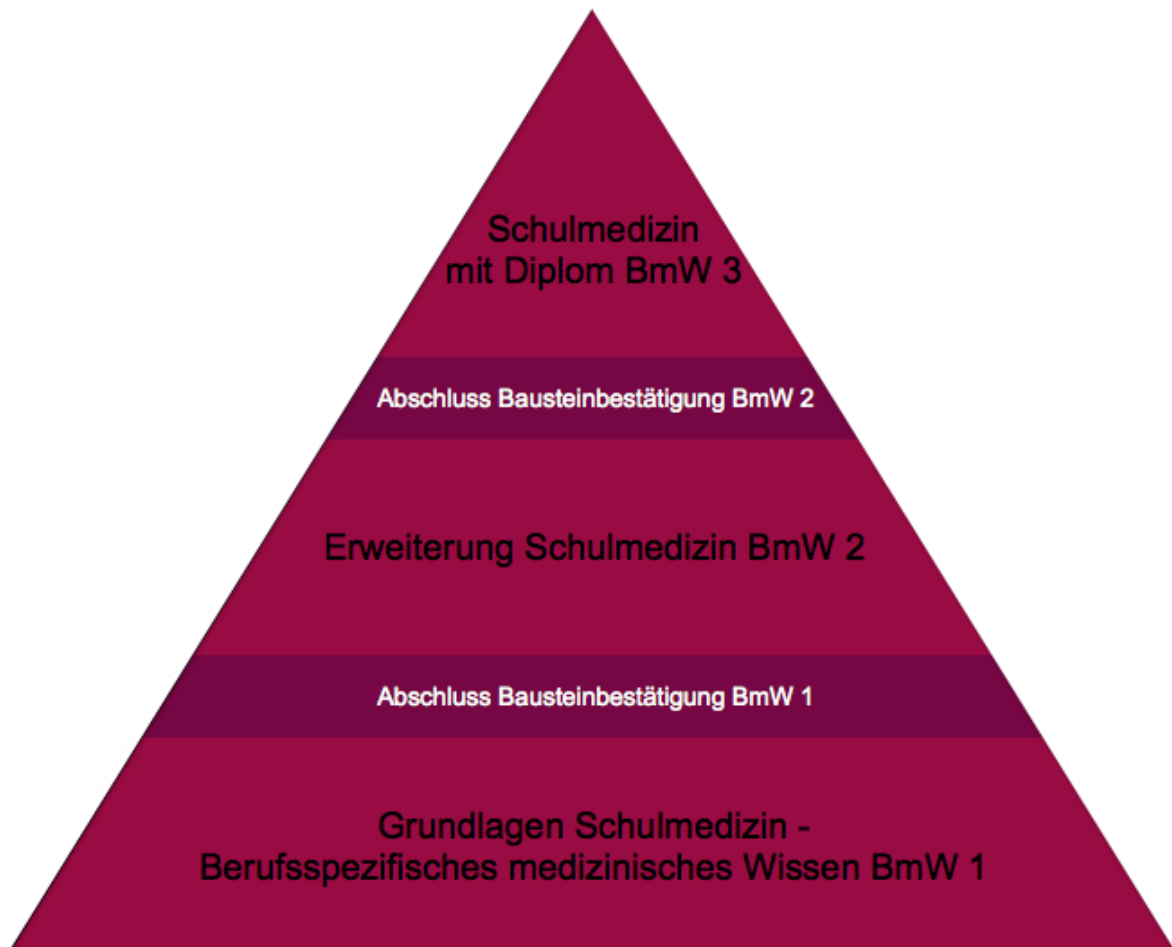 Schulmedizin
mit Diplom BmW 3
Abschluss Bausteinbestätigung BmW 2
Erweiterung Schulmedizin BmW 2
Abschluss Bausteinbestätigung BmW 1
Grundlagen Schulmedizin -
Berufsspezifisches medizinisches Wissen BmW 1